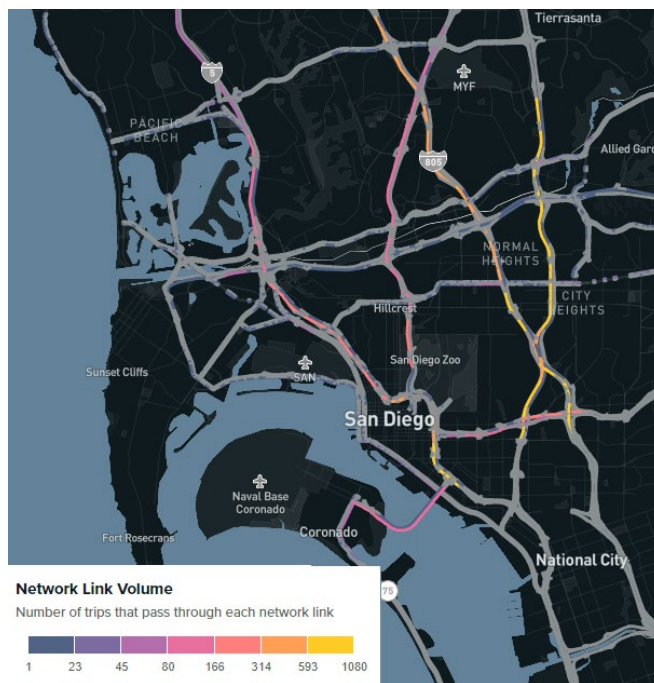 Tierrasanta
5
MYF
PACIFIC
BEACH
805
Allied Gard
NORMAL
HEIGHTS
CITY
HEIGHTS
Hillcrest
San Diego Zoo
Sunset Cliffs
SAN
San Diego
Naval Base
Coronado
Coronado
Fort Rosecrans
National City
75
Network Link Volume
Number of trips that pass through each network link
1 23 45 80 166 314 593 1080